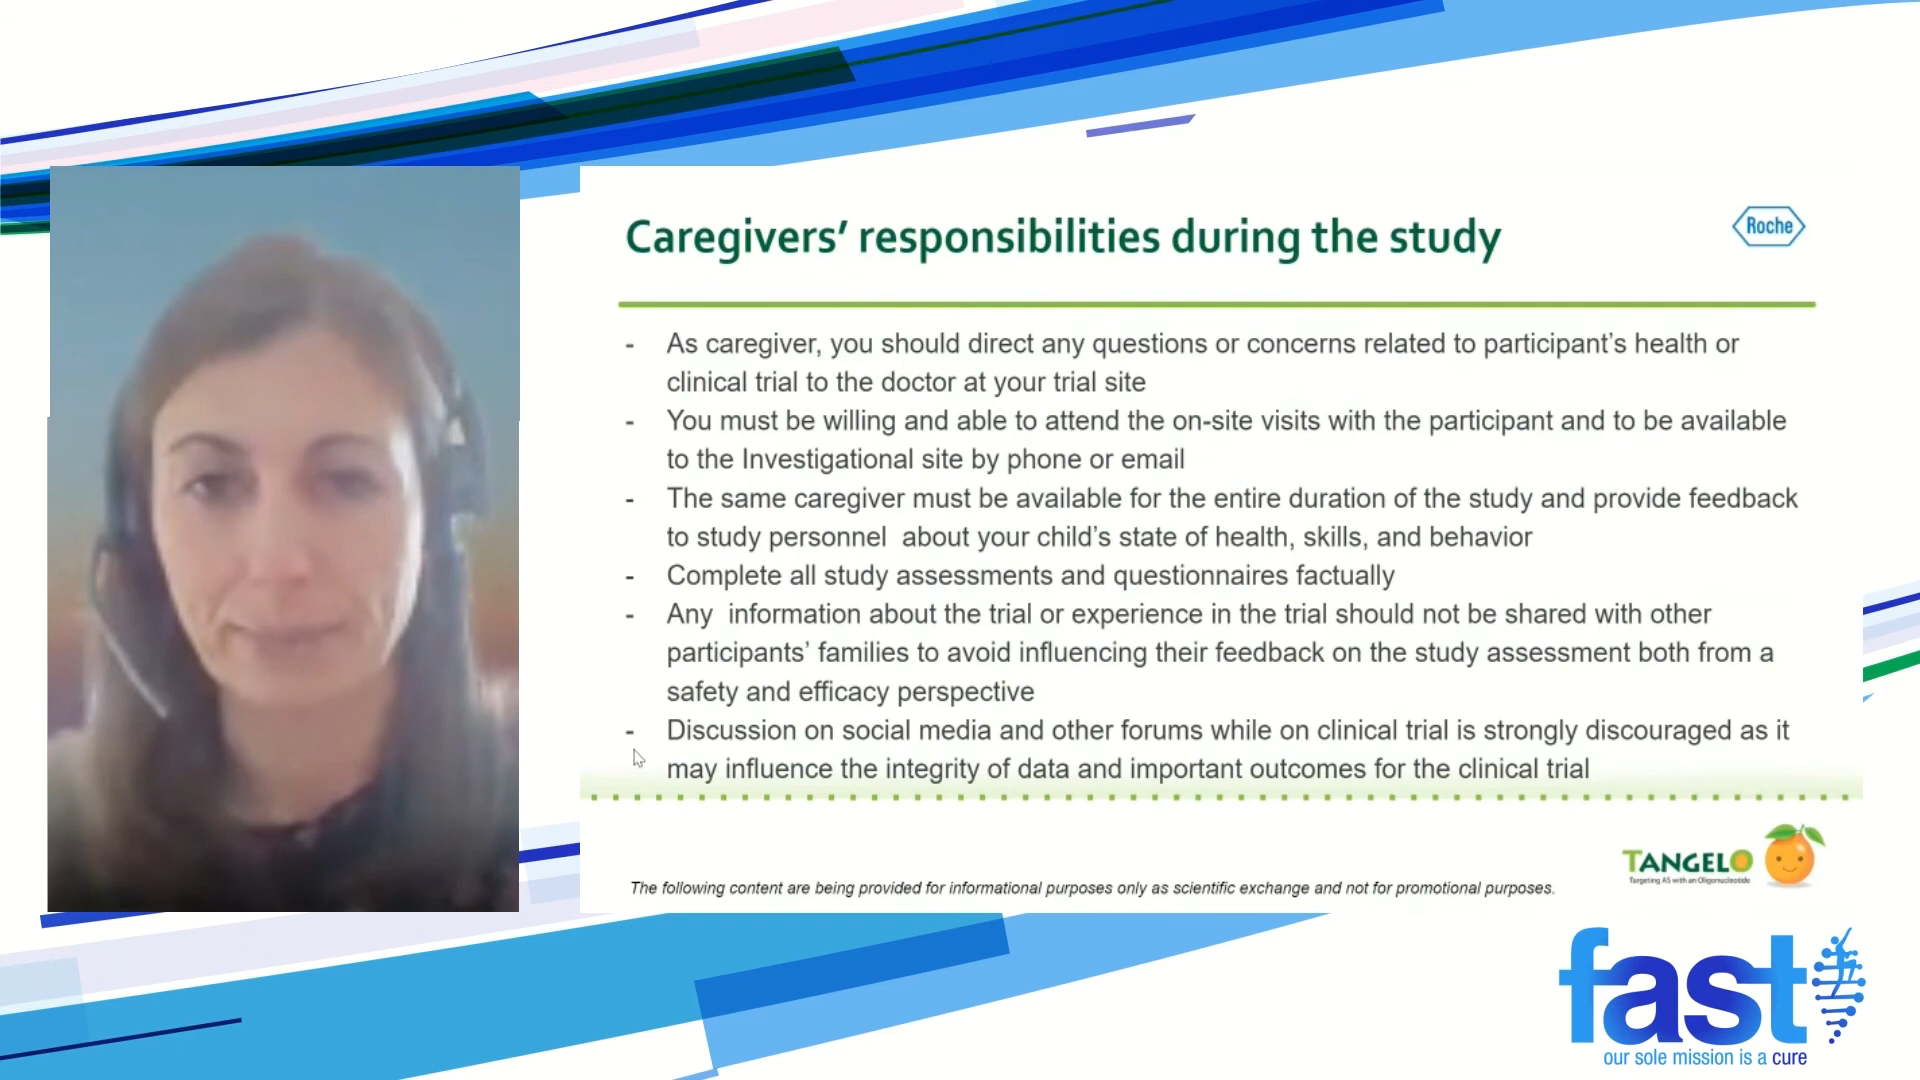 Caregivers’ responsibilities during the study
Roche
- As caregiver, you should direct any questions or concerns related to participant’s health or
clinical trial to the doctor at your trial site
- You must be willing and able to attend the on-site visits with the participant and to be available
to the Investigational site by phone or email
- The same caregiver must be available for the entire duration of the study and provide feedback
to study personnel  about your child’s state of health, skills, and behavior
- Complete all study assessments and questionnaires factually
- Any  information about the trial or experience in the trial should not be shared with other
participants’ families to avoid influencing their feedback on the study assessment both from a
safety and efficacy perspective
- Discussion on social media and other forums while on clinical trial is strongly discouraged as it
may influence the integrity of data and important outcomes for the clinical trial
TANGELO
Targeting AS with an Oligonucleotide
The following content are being provided for informational purposes only as scientific exchange and not for promotional purposes.
fast
our sole mission is a cure